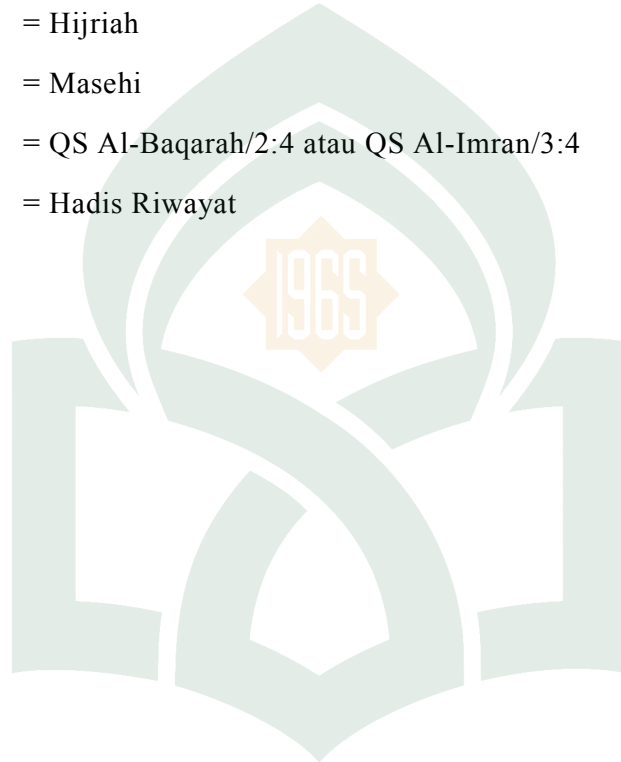 = Hijriah
= Masehi
= QS Al-Baqarah/2:4 atau QS Al-Imran/3:4
= Hadis Riwayat
1965